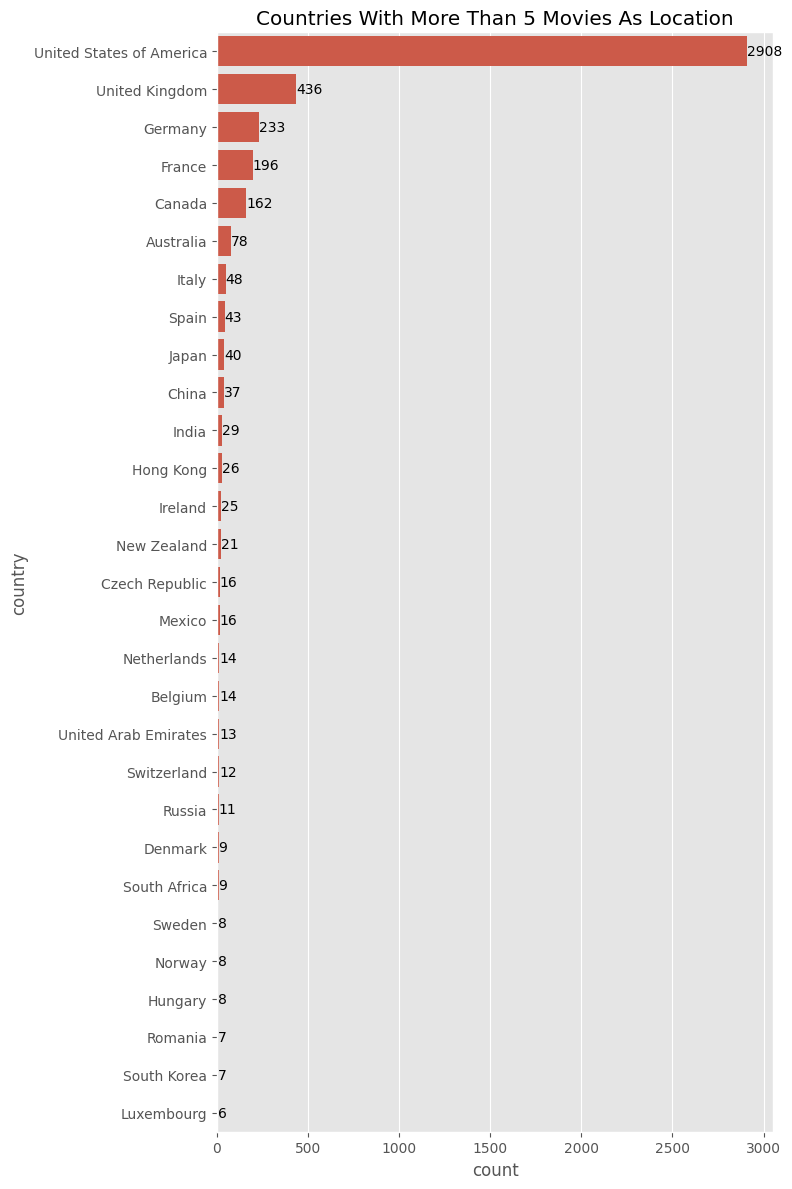 Countries With More Than 5 Movies As Location
United States of America 2908
United Kingdom 436
Germany 233
France 196
Canada 162
Australia 78
Italy 48
Spain 43
Japan 40
China 37
India 29
Hong Kong 26
Ireland 25
New Zealand 21
Czech Republic 16
Mexico 16
Netherlands 14
Belgium 14
United Arab Emirates 13
Switzerland 12
Russia 11
Denmark 9
South Africa 9
Sweden 8
Norway 8
Hungary 8
Romania 7
South Korea 7
Luxembourg 6
country
0 500 1000 1500 2000 2500 3000
count